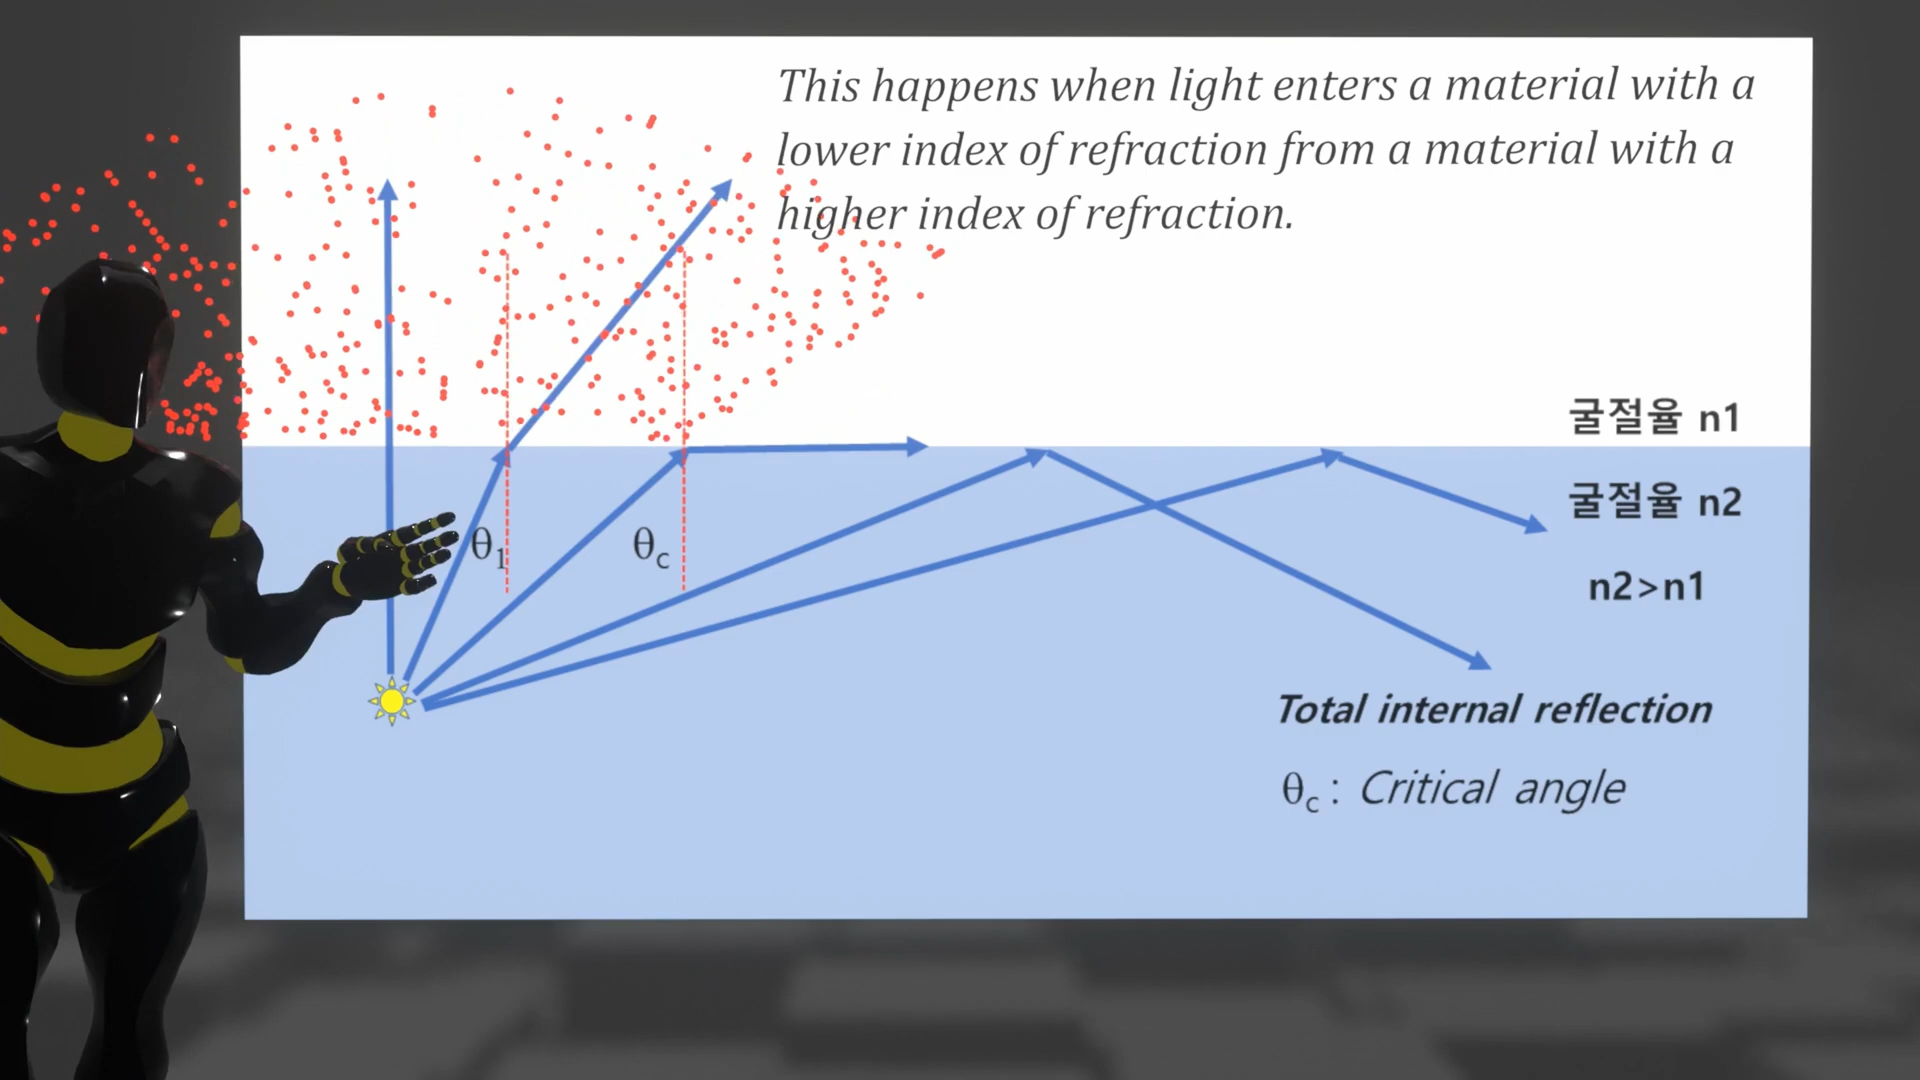 This happens when light enters a material with a
lower index of refraction from a material with a
higher index of refraction.
굴절율 n1
굴절율 n2
θ1
θc
n2>n1
Total internal reflection
θc : Critical angle